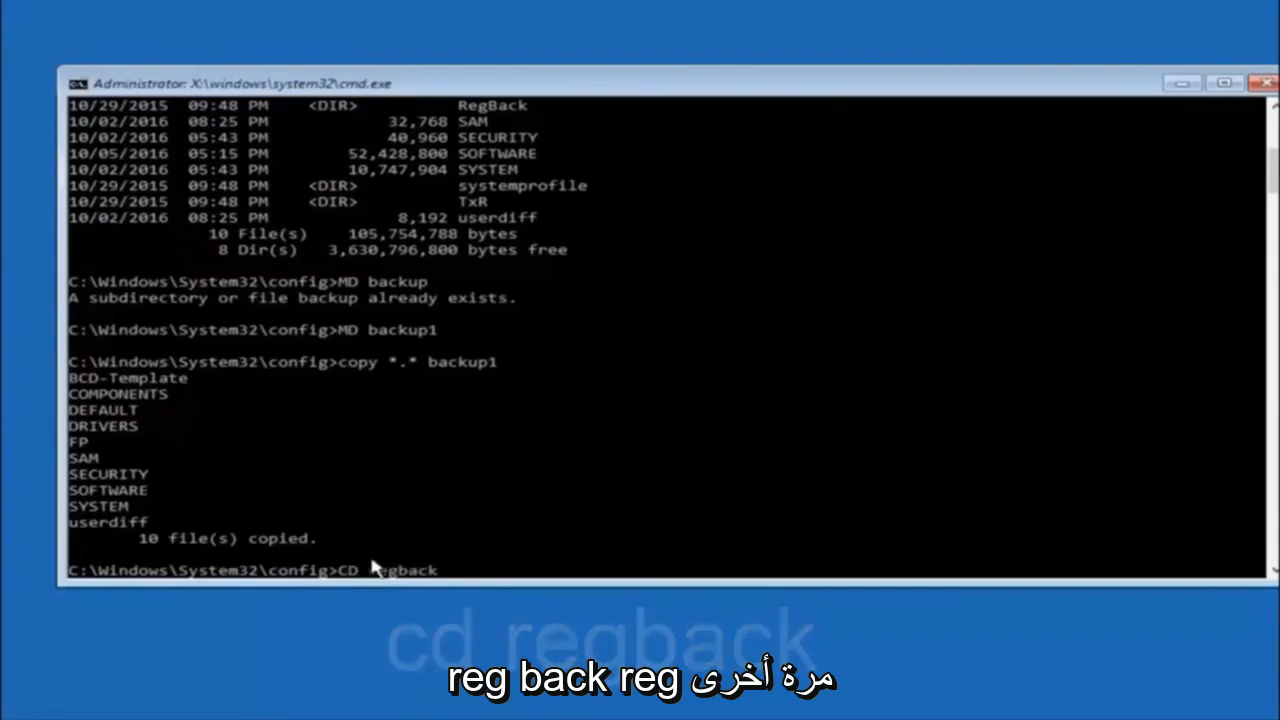 Administrator: X:\windows\system32\cmd.exe
10/29/2015 09:48 PM <DIR> RegBack
10/02/2016 08:25 PM 32,768 SAM
10/02/2016 05:43 PM 40,960 SECURITY
10/05/2016 05:15 PM 52,428,800 SOFTWARE
10/02/2016 05:43 PM 10,747,904 SYSTEM
10/29/2015 09:48 PM <DIR> systemprofile
10/29/2015 09:48 PM <DIR> TxR
10/02/2016 08:25 PM 8,192 userdiff
10 File(s) 105,754,788 bytes
8 Dir(s) 3,630,796,800 bytes free
C:\Windows\System32\config>MD backup
A subdirectory or file backup already exists.
C:\Windows\System32\config>MD backup1
C:\Windows\System32\config>copy *.* backup1
BCD-Template
COMPONENTS
DEFAULT
DRIVERS
FP
SAM
SECURITY
SOFTWARE
SYSTEM
userdiff
10 file(s) copied.
C:\Windows\System32\config>CD regback
cd regback
reg back reg مرة أخرى